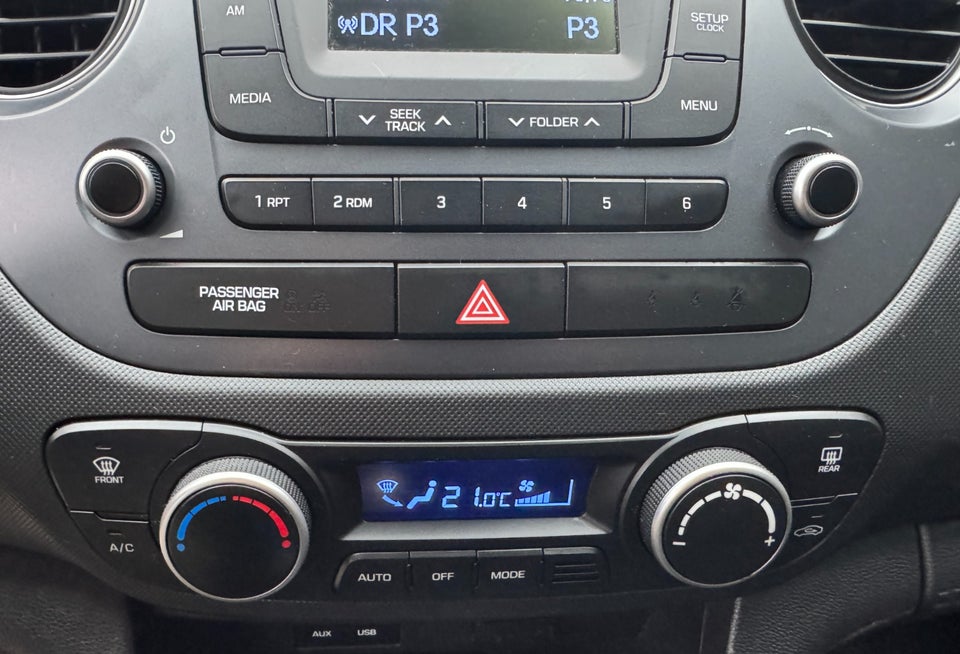 AM
DR P3
P3
SETUP
CLOCK
MEDIA
SEEK
TRACK
FOLDER
MENU
1 RPT
2 RDM
3
4
5
6
PASSENGER
AIR BAG
FRONT
REAR
21.0°C
A/C
AUTO
OFF
MODE
- +
AUX
USB